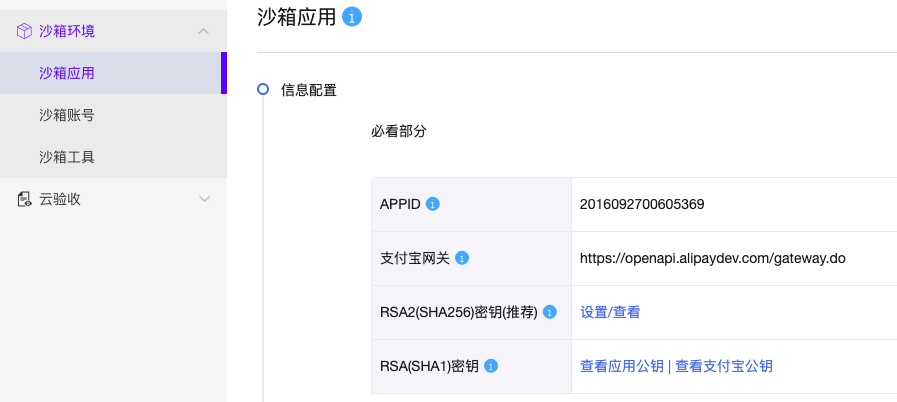 沙箱环境
沙箱应用
沙箱账号
沙箱工具
云验收
沙箱应用
信息配置
必看部分
APPID 2016092700605369
支付宝网关 https://openapi.alipaydev.com/gateway.do
RSA2(SHA256)密钥(推荐) 设置/查看
RSA(SHA1)密钥 查看应用公钥 | 查看支付宝公钥